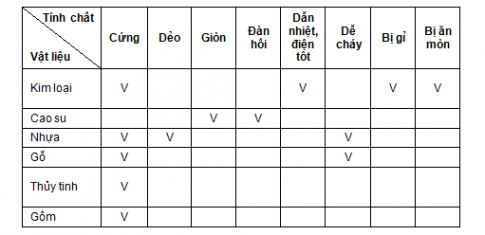 Tính chất
Vật liệu
Cứng Dẻo Giòn Đàn hồi Dẫn nhiệt, điện tốt Dễ cháy Bị gỉ Bị ăn mòn
Kim loại V V V V
Cao su V V
Nhựa V V V
Gỗ V V
Thủy tinh V
Gốm V